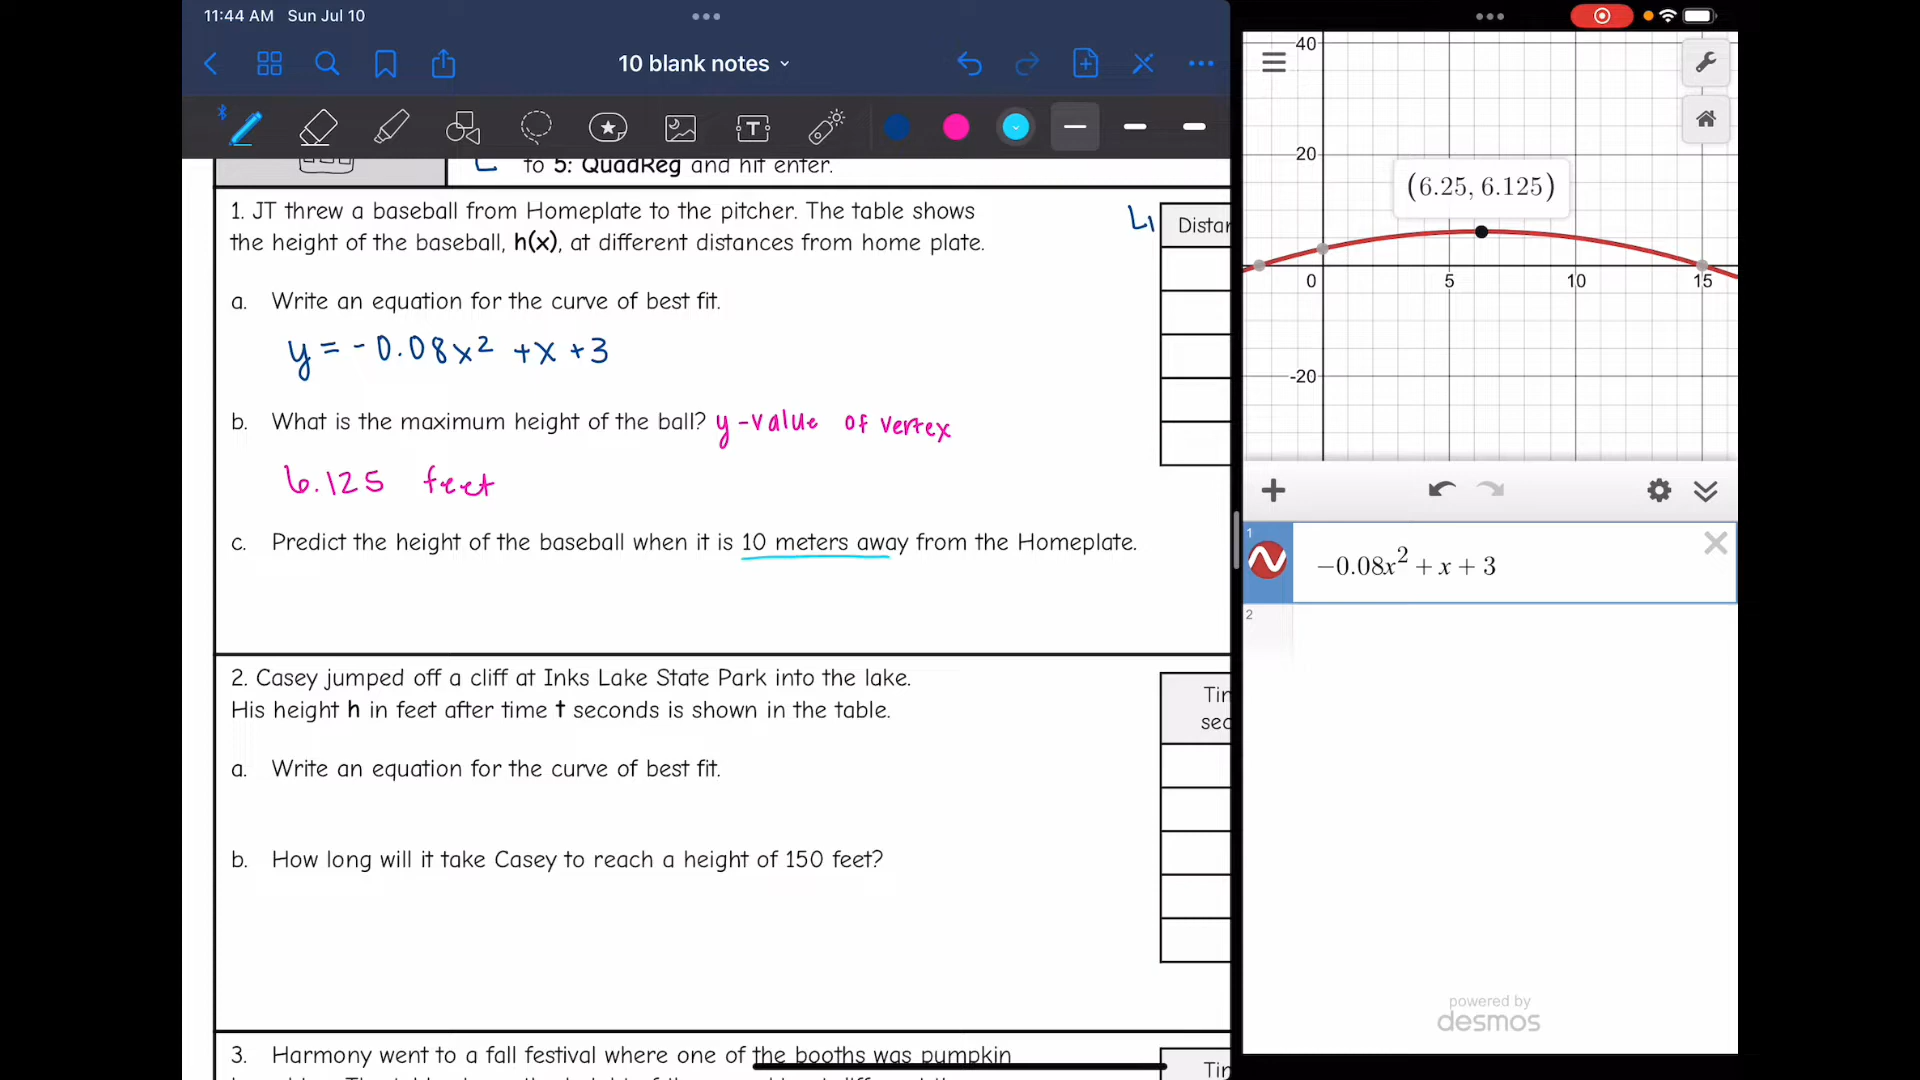 11:44 AM Sun Jul 10
10 blank notes
to 5: QuadReg and hit enter.
1. JT threw a baseball from Homeplate to the pitcher. The table shows
the height of the baseball, h(x), at different distances from home plate.
L1
a. Write an equation for the curve of best fit.
y = -0.08x² +x +3
b. What is the maximum height of the ball? y-value of vertex
6.125 feet
c. Predict the height of the baseball when it is 10 meters away from the Homeplate.
2. Casey jumped off a cliff at Inks Lake State Park into the lake.
His height h in feet after time t seconds is shown in the table.
a. Write an equation for the curve of best fit.
b. How long will it take Casey to reach a height of 150 feet?
3. Harmony went to a fall festival where one of the booths was pumpkin
40
20
(6.25, 6.125)
0 5 10 15
-20
1
−0.08x² + x + 3
2
powered by
desmos